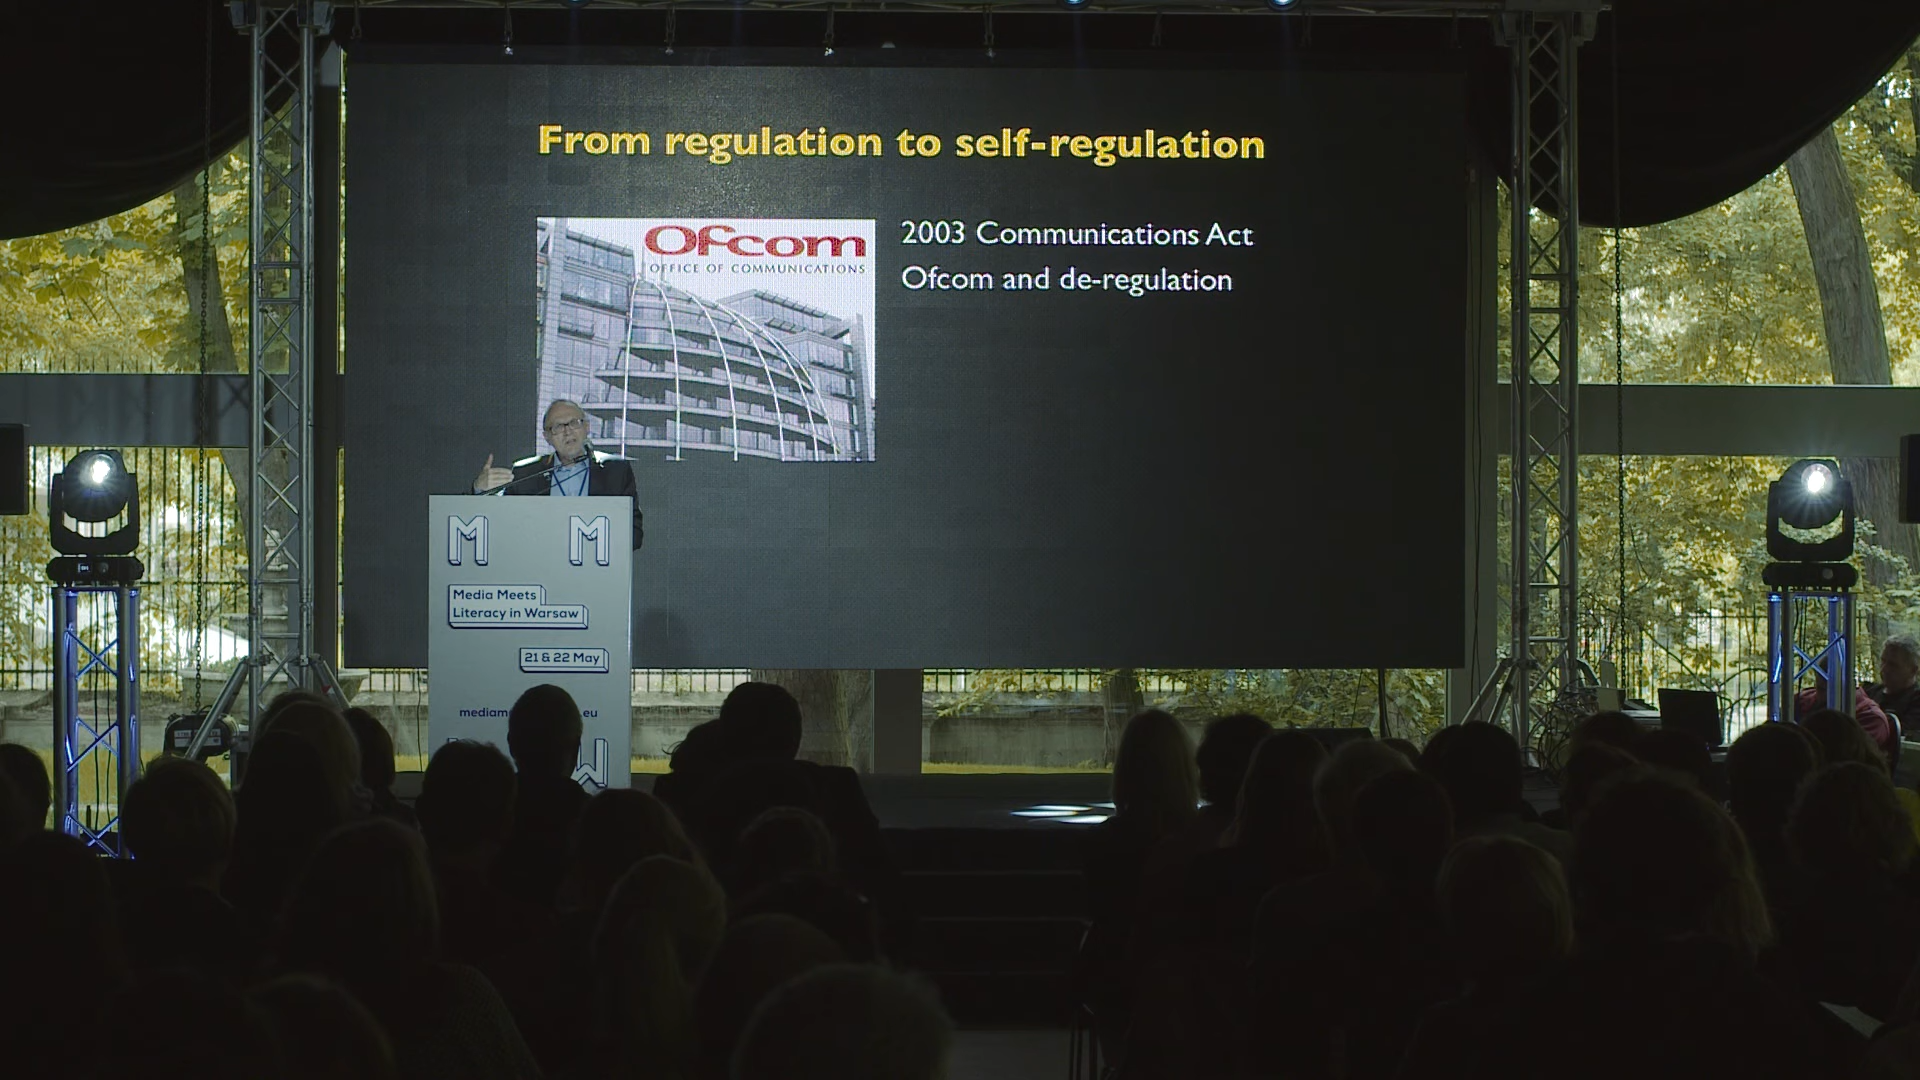 From regulation to self-regulation
Ofcom
OFFICE OF COMMUNICATIONS
2003 Communications Act
Ofcom and de-regulation
M M
Media Meets
Literacy in Warsaw
21 & 22 May
W